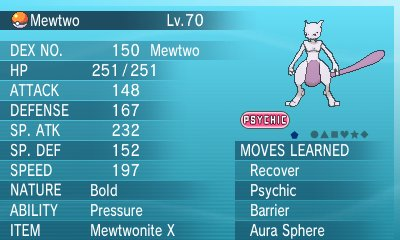 Mewtwo Lv.70
DEX NO. 150 Mewtwo
HP 251/251
ATTACK 148
DEFENSE 167
PSYCHIC
SP. ATK 232
SP. DEF 152
MOVES LEARNED
SPEED 197
Recover
NATURE Bold
Psychic
ABILITY Pressure
Barrier
ITEM Mewtwonite X
Aura Sphere